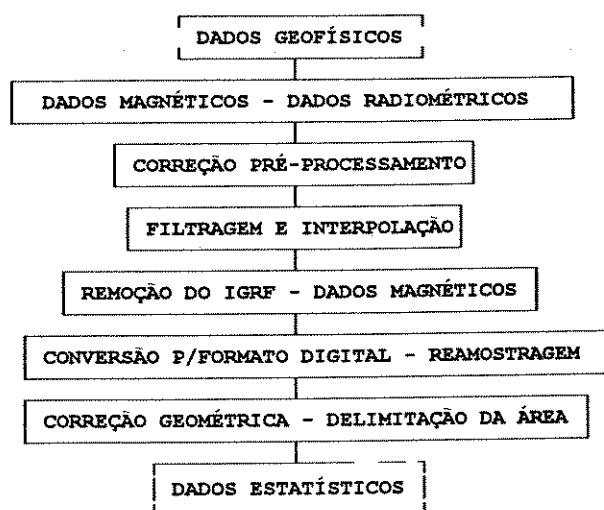 DADOS GEOFÍSICOS
DADOS MAGNÉTICOS - DADOS RADIOMÉTRICOS
CORREÇÃO PRÉ-PROCESSAMENTO
FILTRAGEM E INTERPOLAÇÃO
REMOÇÃO DO IGRF - DADOS MAGNÉTICOS
CONVERSÃO P/FORMATO DIGITAL - REAMOSTRAGEM
CORREÇÃO GEOMÉTRICA - DELIMITAÇÃO DA ÁREA
DADOS ESTATÍSTICOS